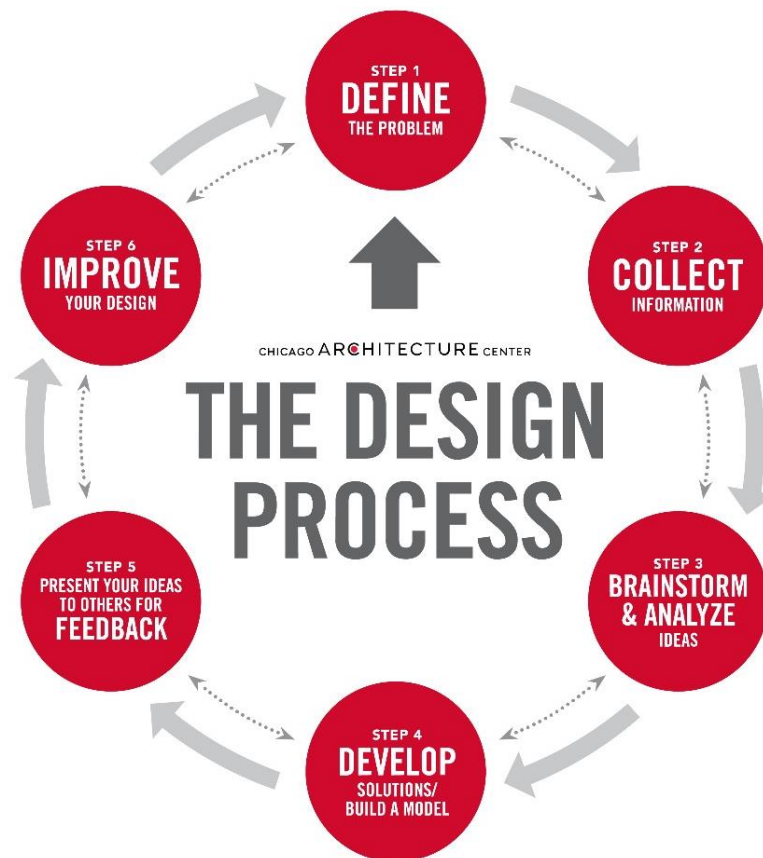 STEP 1
DEFINE
THE PROBLEM
STEP 2
COLLECT
INFORMATION
STEP 3
BRAINSTORM
& ANALYZE
IDEAS
STEP 4
DEVELOP
SOLUTIONS/
BUILD A MODEL
STEP 5
PRESENT YOUR IDEAS
TO OTHERS FOR
FEEDBACK
STEP 6
IMPROVE
YOUR DESIGN
CHICAGO ARCHITECTURE CENTER
THE DESIGN
PROCESS